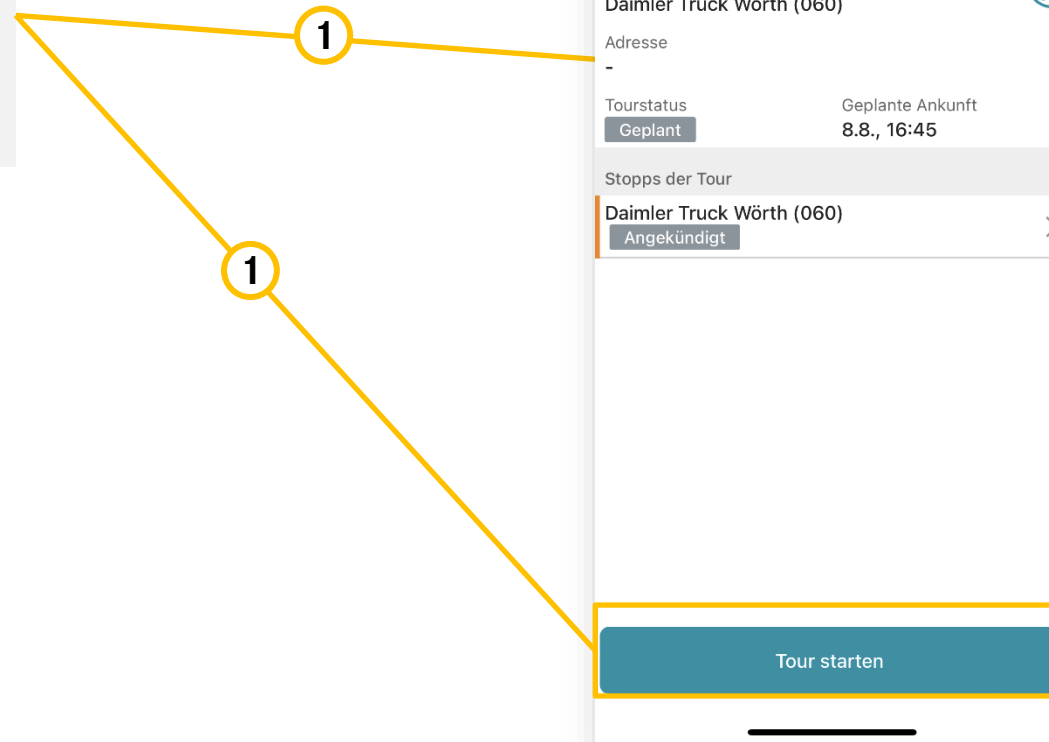 Daimler Truck Wörth (060)
1
Adresse
-
Tourstatus
Geplante Ankunft
Geplant
8.8., 16:45
Stopps der Tour
Daimler Truck Wörth (060)
Angekündigt
1
Tour starten